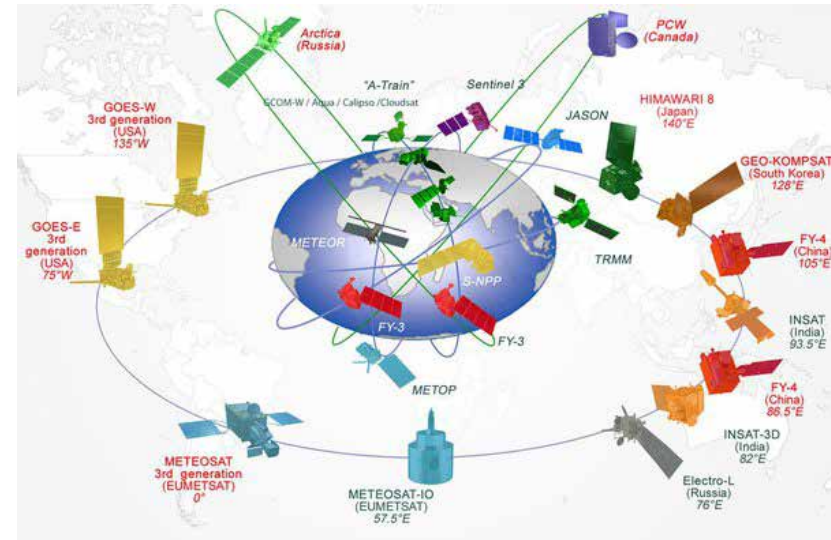 Arctica
(Russia)
PCW
(Canada)
"A-Train"
GCOM-W / Aqua / Calipso /Cloudsat
Sentinel 3
JASON
HIMAWARI 8
(Japan)
140°E
GOES-W
3rd generation
(USA)
135°W
GEO-KOMPSAT
(South Korea)
128°E
GOES-E
3rd
generation
(USA)
75°W
METEOR
TRMM
FY-4
(China)
105°E
S-NPP
FY-3
FY-3
INSAT
(India)
93.5°E
METOP
FY-4
(China)
86.5°E
INSAT-3D
(India)
82°E
METEOSAT
3rd generation
(EUMETSAT)
0°
METEOSAT-IO
(EUMETSAT)
57.5°E
Electro-L
(Russia)
76°E